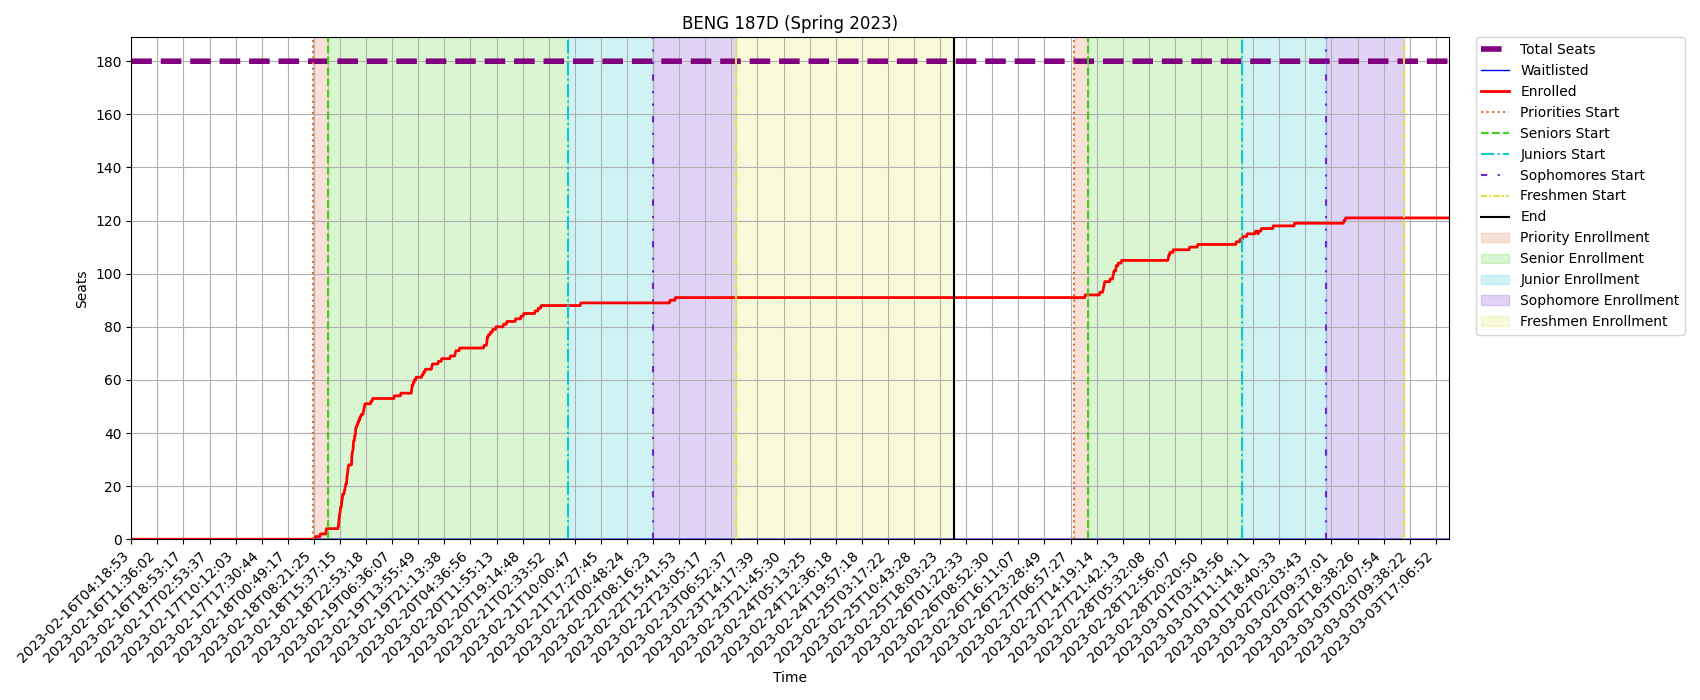 BENG 187D (Spring 2023)
Seats
180
160
140
120
100
80
60
40
20
0
2023-02-16T04:18:53
2023-02-16T11:36:02
2023-02-16T18:53:17
2023-02-17T02:53:37
2023-02-17T10:12:03
2023-02-17T17:30:44
2023-02-18T00:49:17
2023-02-18T08:21:25
2023-02-18T15:37:15
2023-02-18T22:53:18
2023-02-19T06:36:07
2023-02-19T13:55:49
2023-02-19T21:13:38
2023-02-20T04:36:56
2023-02-20T11:55:13
2023-02-20T19:14:48
2023-02-21T02:33:52
2023-02-21T10:00:47
2023-02-21T17:27:45
2023-02-22T00:48:24
2023-02-22T08:16:23
2023-02-22T15:41:53
2023-02-22T23:05:17
2023-02-23T06:52:37
2023-02-23T14:17:39
2023-02-23T21:45:30
2023-02-24T05:13:25
2023-02-24T12:36:18
2023-02-24T19:57:18
2023-02-25T03:17:22
2023-02-25T10:43:28
2023-02-25T18:03:23
2023-02-26T01:22:33
2023-02-26T08:52:30
2023-02-26T16:11:07
2023-02-26T23:28:49
2023-02-27T06:57:27
2023-02-27T14:19:14
2023-02-27T21:42:13
2023-02-28T05:32:08
2023-02-28T12:56:07
2023-02-28T20:20:50
2023-03-01T03:43:56
2023-03-01T11:14:11
2023-03-01T18:40:33
2023-03-02T02:03:43
2023-03-02T09:37:01
2023-03-02T18:38:26
2023-03-03T02:07:54
2023-03-03T09:38:22
2023-03-03T17:06:52
Time
Total Seats
Waitlisted
Enrolled
Priorities Start
Seniors Start
Juniors Start
Sophomores Start
Freshmen Start
End
Priority Enrollment
Senior Enrollment
Junior Enrollment
Sophomore Enrollment
Freshmen Enrollment